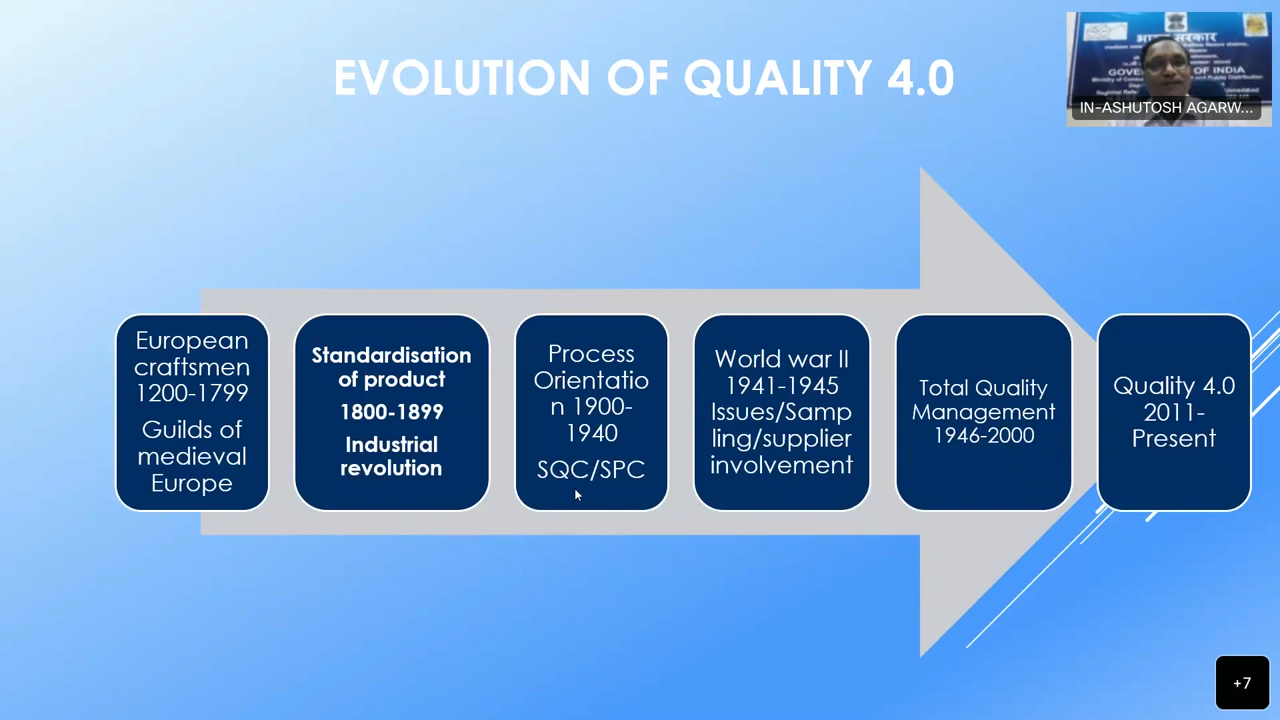 EVOLUTION OF QUALITY 4.0
भारत सरकार
GOVERNMENT OF INDIA
IN-ASHUTOSH AGARW...
European
craftsmen
1200-1799
Guilds of
medieval
Europe
Standardisation
of product
1800-1899
Industrial
revolution
Process
Orientatio
n 1900-
1940
SQC/SPC
World war II
1941-1945
Issues/Samp
ling/supplier
involvement
Total Quality
Management
1946-2000
Quality 4.0
2011-
Present
+7